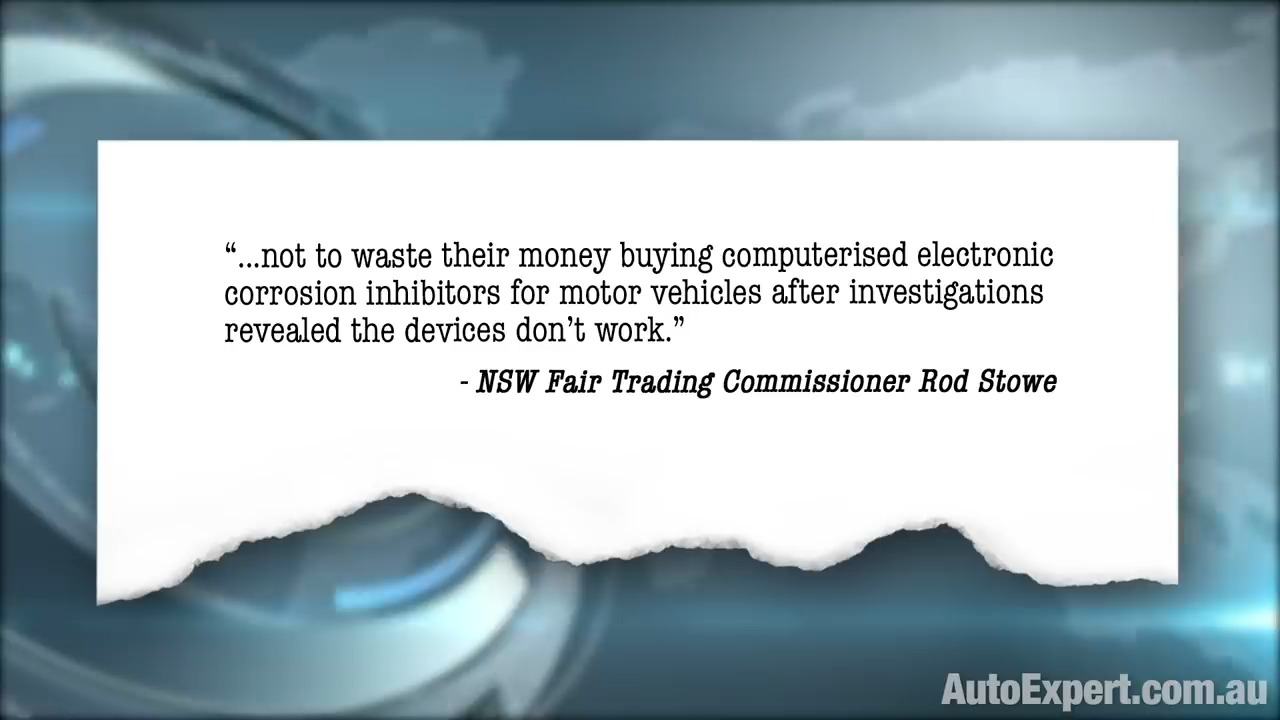 “...not to waste their money buying computerised electronic
corrosion inhibitors for motor vehicles after investigations
revealed the devices don’t work.”
- NSW Fair Trading Commissioner Rod Stowe
AutoExpert.com.au